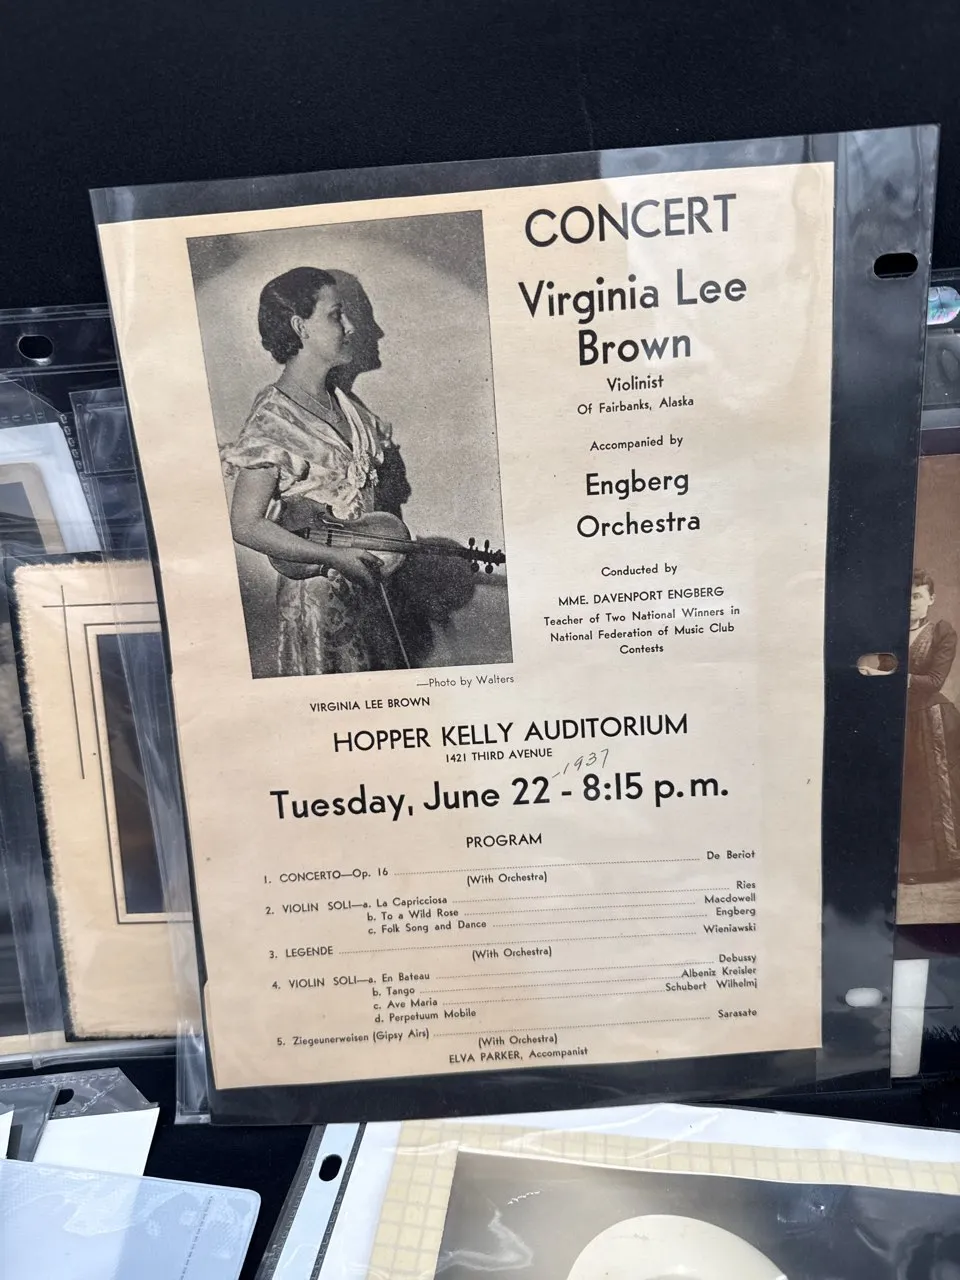 CONCERT
Virginia Lee
Brown
Violinist
Of Fairbanks, Alaska
Accompanied by
Engberg
Orchestra
Conducted by
MME. DAVENPORT ENGBERG
Teacher of Two National Winners in
National Federation of Music Club
Contests
—Photo by Walters
VIRGINIA LEE BROWN
HOPPER KELLY AUDITORIUM
1421 THIRD AVENUE
-1937
Tuesday, June 22 - 8:15 p.m.
PROGRAM
1. CONCERTO—Op. 16 De Beriot
(With Orchestra)
2. VIOLIN SOLI—a. La Capricciosa Ries
b. To a Wild Rose Macdowell
c. Folk Song and Dance Engberg
3. LEGENDE Wieniawski
(With Orchestra)
4. VIOLIN SOLI—a. En Bateau Debussy
b. Tango Albeniz Kreisler
c. Ave Maria Schubert Wilhelmj
d. Perpetuum Mobile
5. Ziegeunerweisen (Gipsy Airs) Sarasate
(With Orchestra)
ELVA PARKER, Accompanist